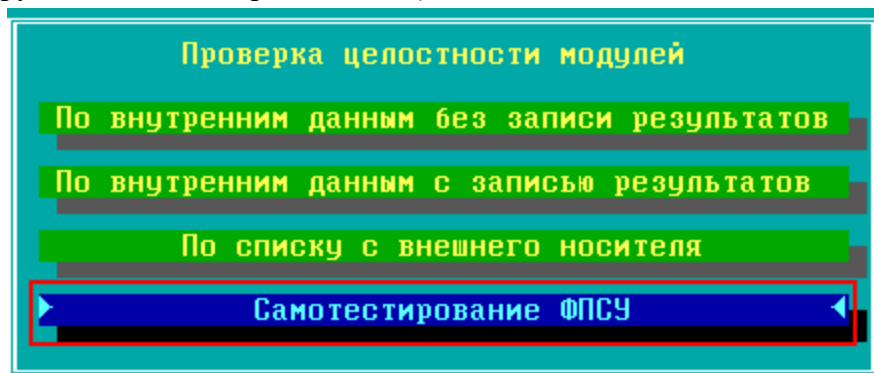 Проверка целостности модулей
По внутренним данным без записи результатов
По внутренним данным с записью результатов
По списку с внешнего носителя
Самотестирование ФПСУ